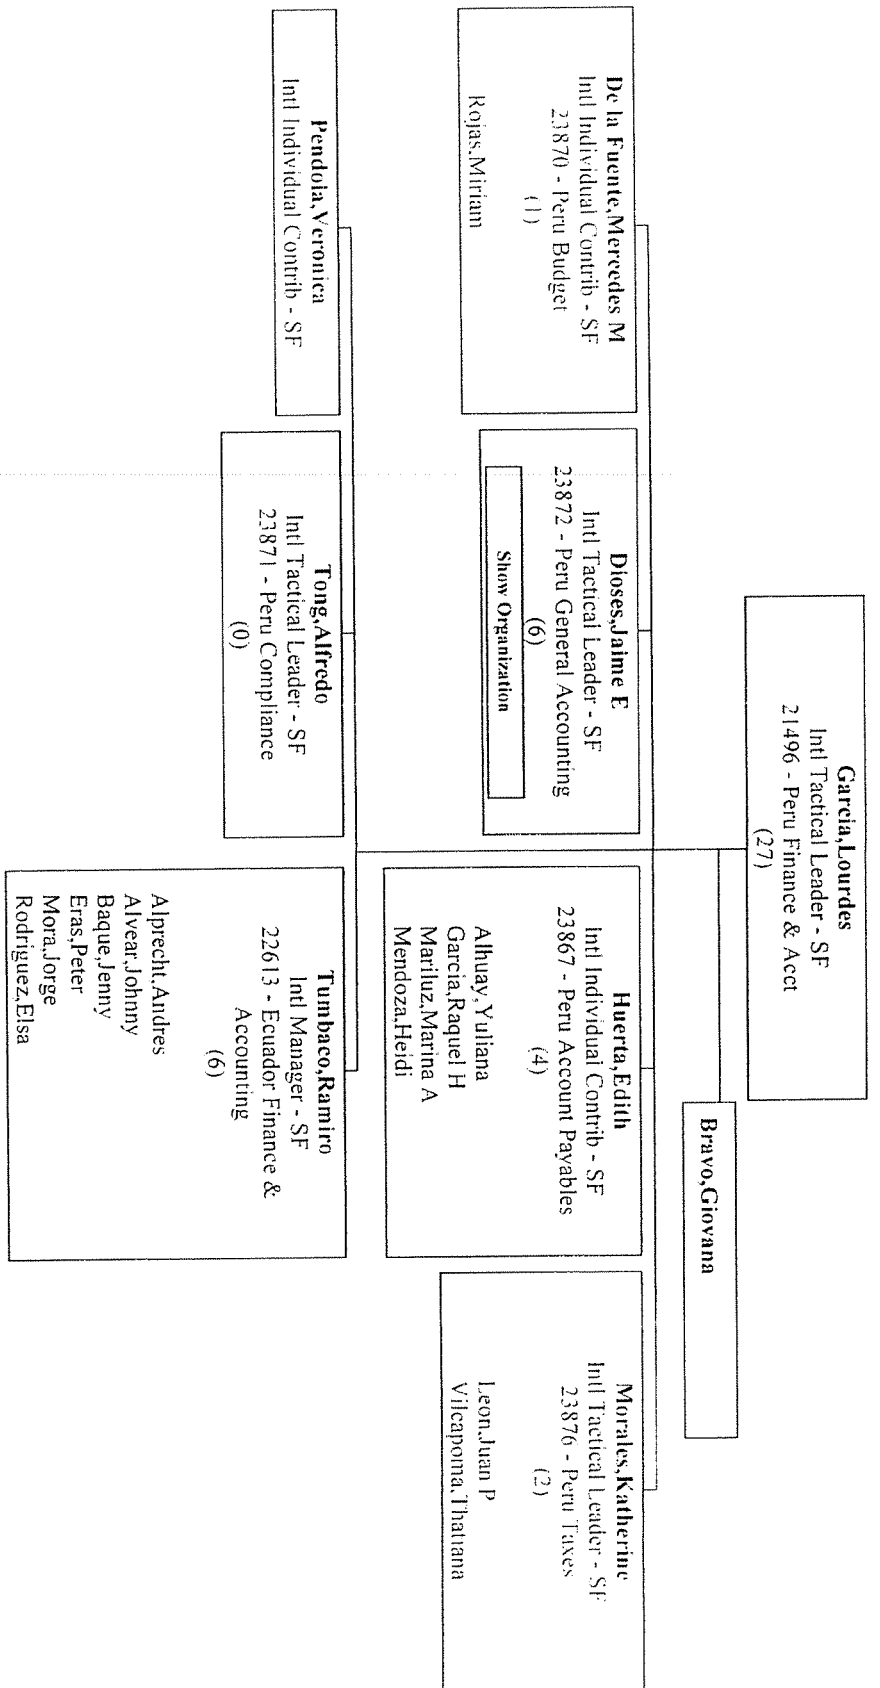 Garcia,Lourdes
Intl Tactical Leader - SF
21496 - Peru Finance & Acct
(27)
Bravo,Giovana
De la Fuente,Mercedes M
Intl Individual Contrib - SF
23870 - Peru Budget
(1)
Rojas,Miriam
Dioses,Jaime E
Intl Tactical Leader - SF
23872 - Peru General Accounting
(6)
Show Organization
Huerta,Edith
Intl Individual Contrib - SF
23867 - Peru Account Payables
(4)
Alhuay,Yuliana
Garcia,Raquel H
Mariluz,Marina A
Mendoza,Heidi
Morales,Katherine
Intl Tactical Leader - SF
23876 - Peru Taxes
(2)
Leon,Juan P
Vilcapoma,Thatiana
Pendola,Veronica
Intl Individual Contrib - SF
Tong,Alfredo
Intl Tactical Leader - SF
23871 - Peru Compliance
(0)
Tumbaco,Ramiro
Intl Manager - SF
22613 - Ecuador Finance &
Accounting
(6)
Alprecht,Andres
Alvear,Johnny
Baque,Jenny
Eras,Peter
Mora,Jorge
Rodriguez,Elsa